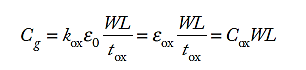 C_g = k_ox ε_0 WL/t_ox = ε_ox WL/t_ox = C_ox WL